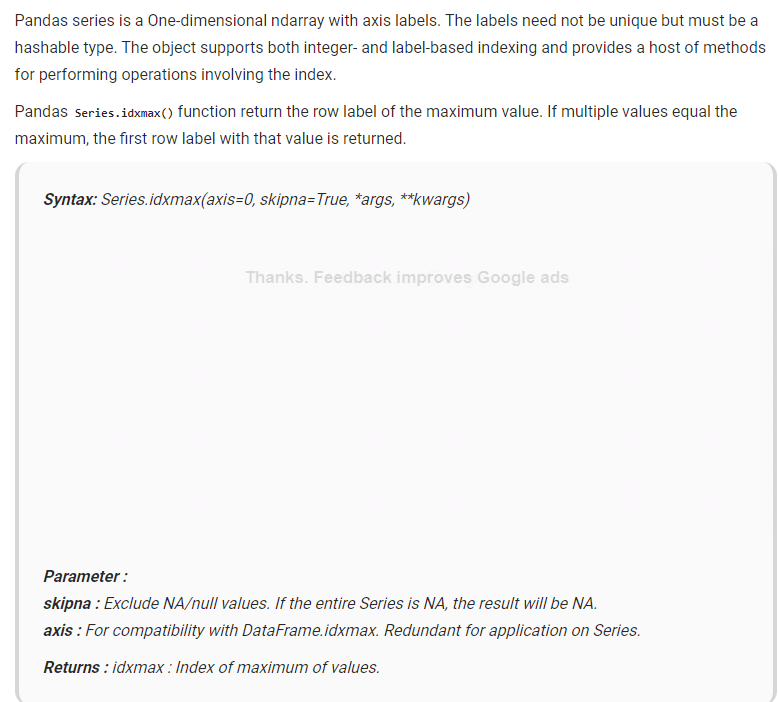 Pandas series is a One-dimensional ndarray with axis labels. The labels need not be unique but must be a
hashable type. The object supports both integer- and label-based indexing and provides a host of methods
for performing operations involving the index.
Pandas Series.idxmax() function return the row label of the maximum value. If multiple values equal the
maximum, the first row label with that value is returned.
Syntax: Series.idxmax(axis=0, skipna=True, *args, **kwargs)
Thanks. Feedback improves Google ads
Parameter :
skipna : Exclude NA/null values. If the entire Series is NA, the result will be NA.
axis : For compatibility with DataFrame.idxmax. Redundant for application on Series.
Returns : idxmax : Index of maximum of values.